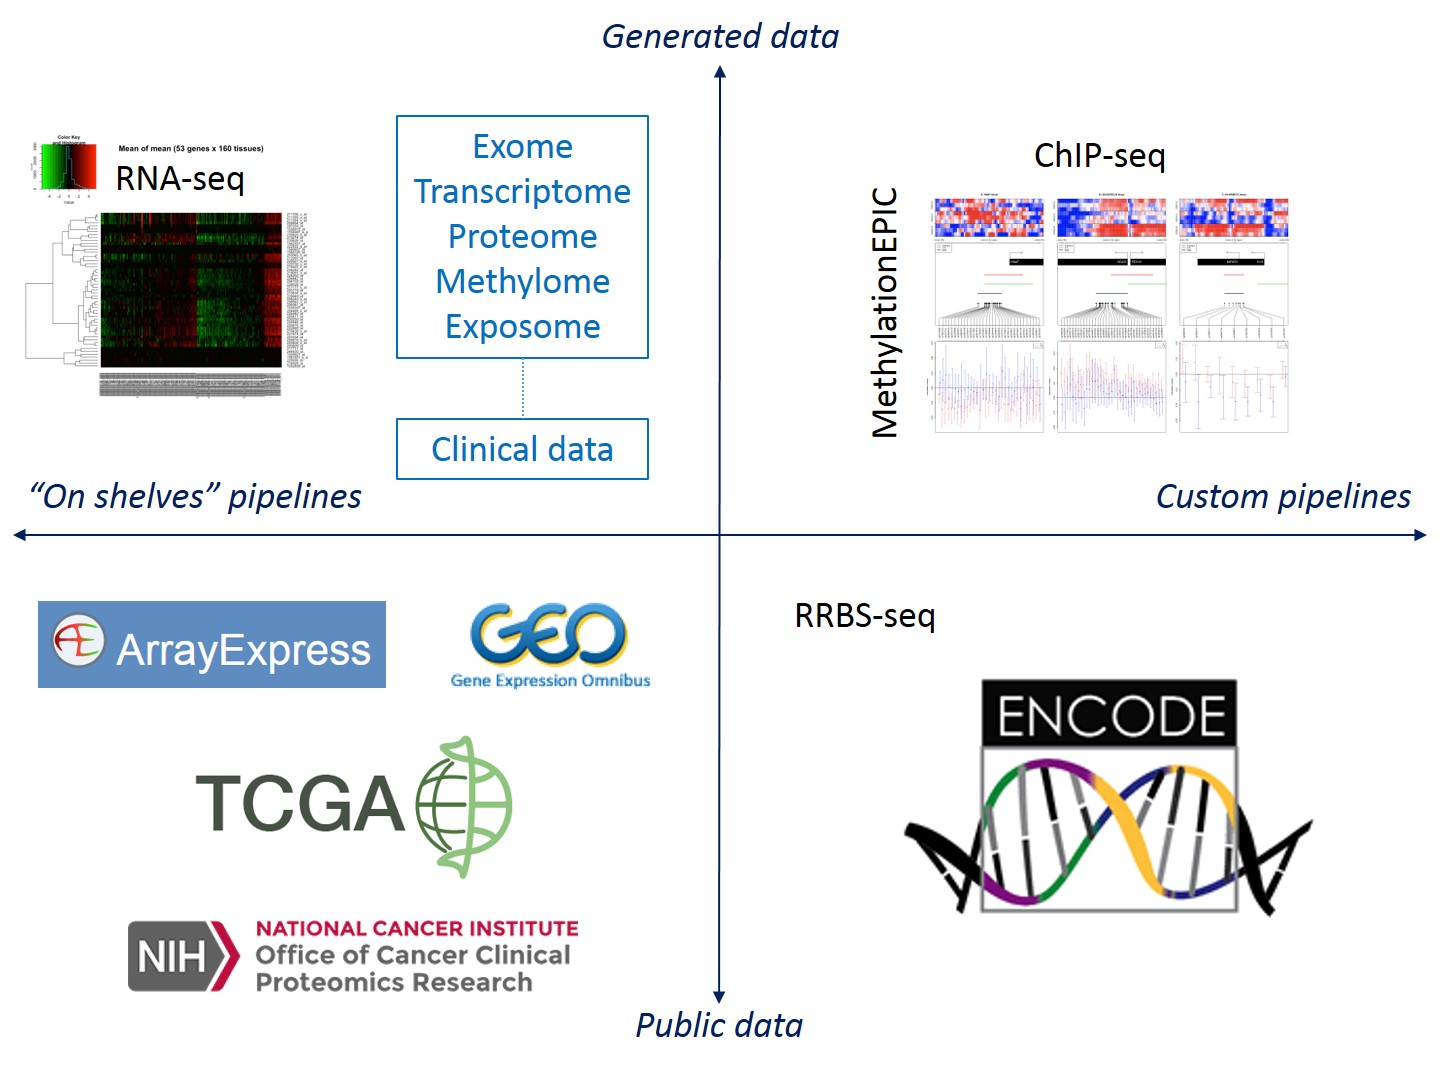 Generated data
Color Key
and Histogram
Mean of mean (53 genes x 160 tissues)
RNA-seq
Exome
Transcriptome
Proteome
Methylome
Exposome
Clinical data
ChIP-seq
MethylationEPIC
“On shelves” pipelines
Custom pipelines
ArrayExpress
GEO
Gene Expression Omnibus
RRBS-seq
ENCODE
TCGA
NIH
NATIONAL CANCER INSTITUTE
Office of Cancer Clinical
Proteomics Research
Public data